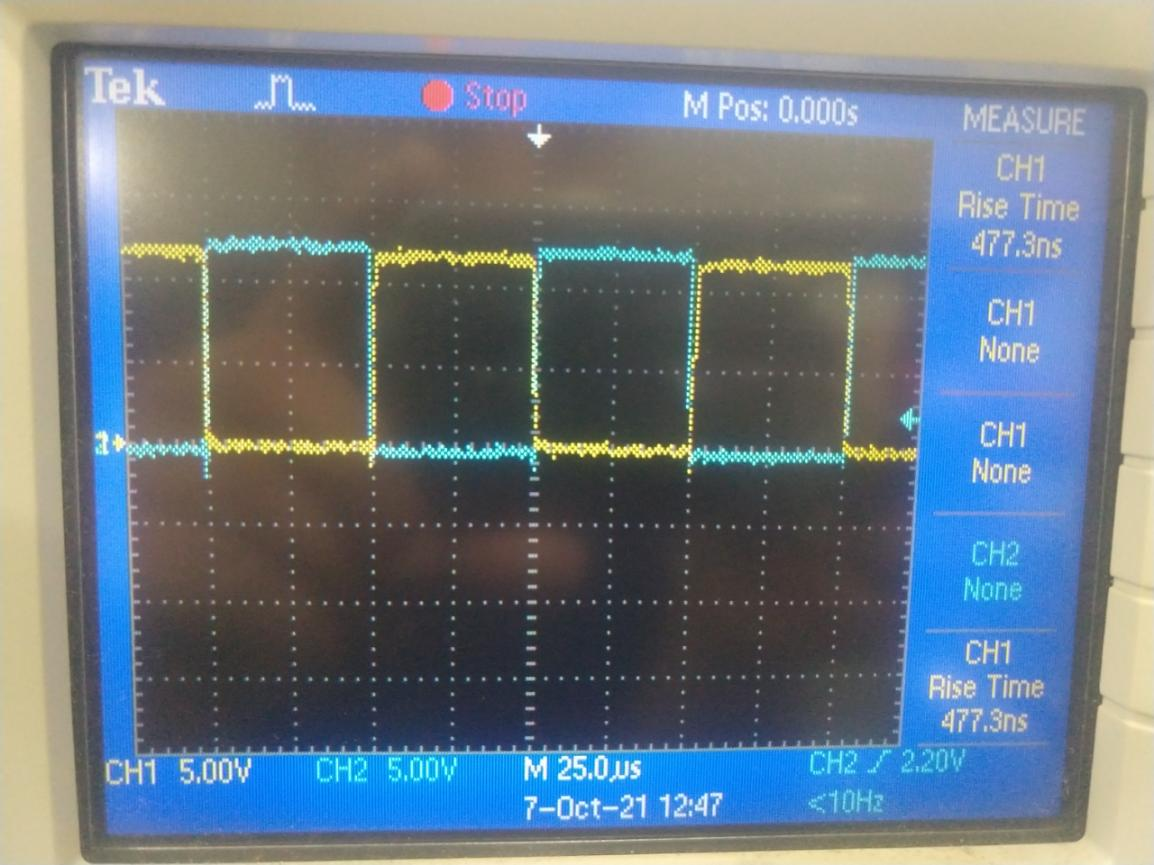 Tek
Stop
M Pos: 0.000s
MEASURE
CH1
Rise Time
477.3ns
CH1
None
CH1
None
CH2
None
CH1
Rise Time
477.3ns
CH1 5.00V
CH2 5.00V
M 25.0µs
CH2 / 2.20V
7-Oct-21 12:47
<10Hz